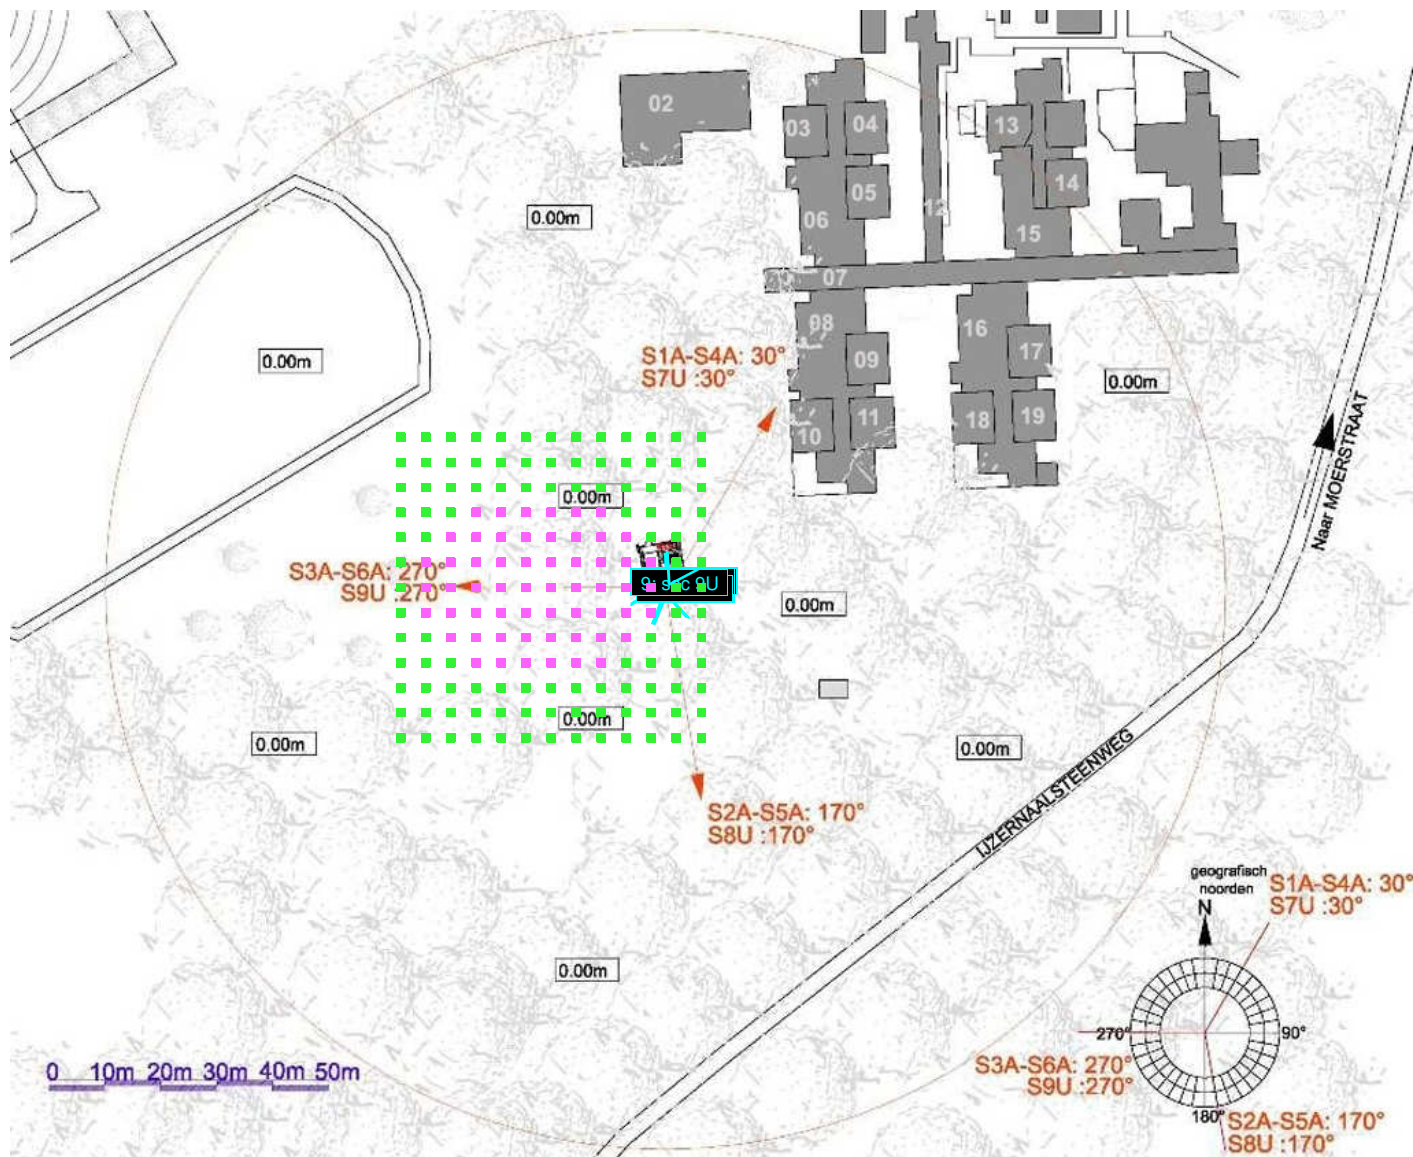 02
03
04
13
14
05
12
06
15
0.00m
07
08
16
09
17
S1A-S4A: 30°
S7U :30°
0.00m
0.00m
10
11
18
19
Naar MOERSTRAAT
0.00m
S3A-S6A: 270°
S9U :270°
9: sec 9U
0.00m
0.00m
0.00m
0.00m
IJZERNAALSTEENWEG
S2A-S5A: 170°
S8U :170°
0.00m
geografisch
noorden
N
S1A-S4A: 30°
S7U :30°
270°
90°
180°
S3A-S6A: 270°
S9U :270°
S2A-S5A: 170°
S8U :170°
0 10m 20m 30m 40m 50m